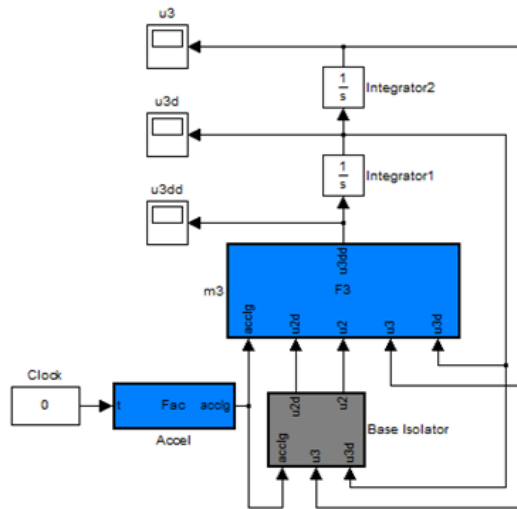 u3
1
s
Integrator2
u3d
1
s
Integrator1
u3dd
u3dd
m3
F3
acclg
u2d
u2
u3
u3d
Clock
0
t
Fac
acclg
Accel
u2d
u2
Base Isolator
acclg
u3
u3d